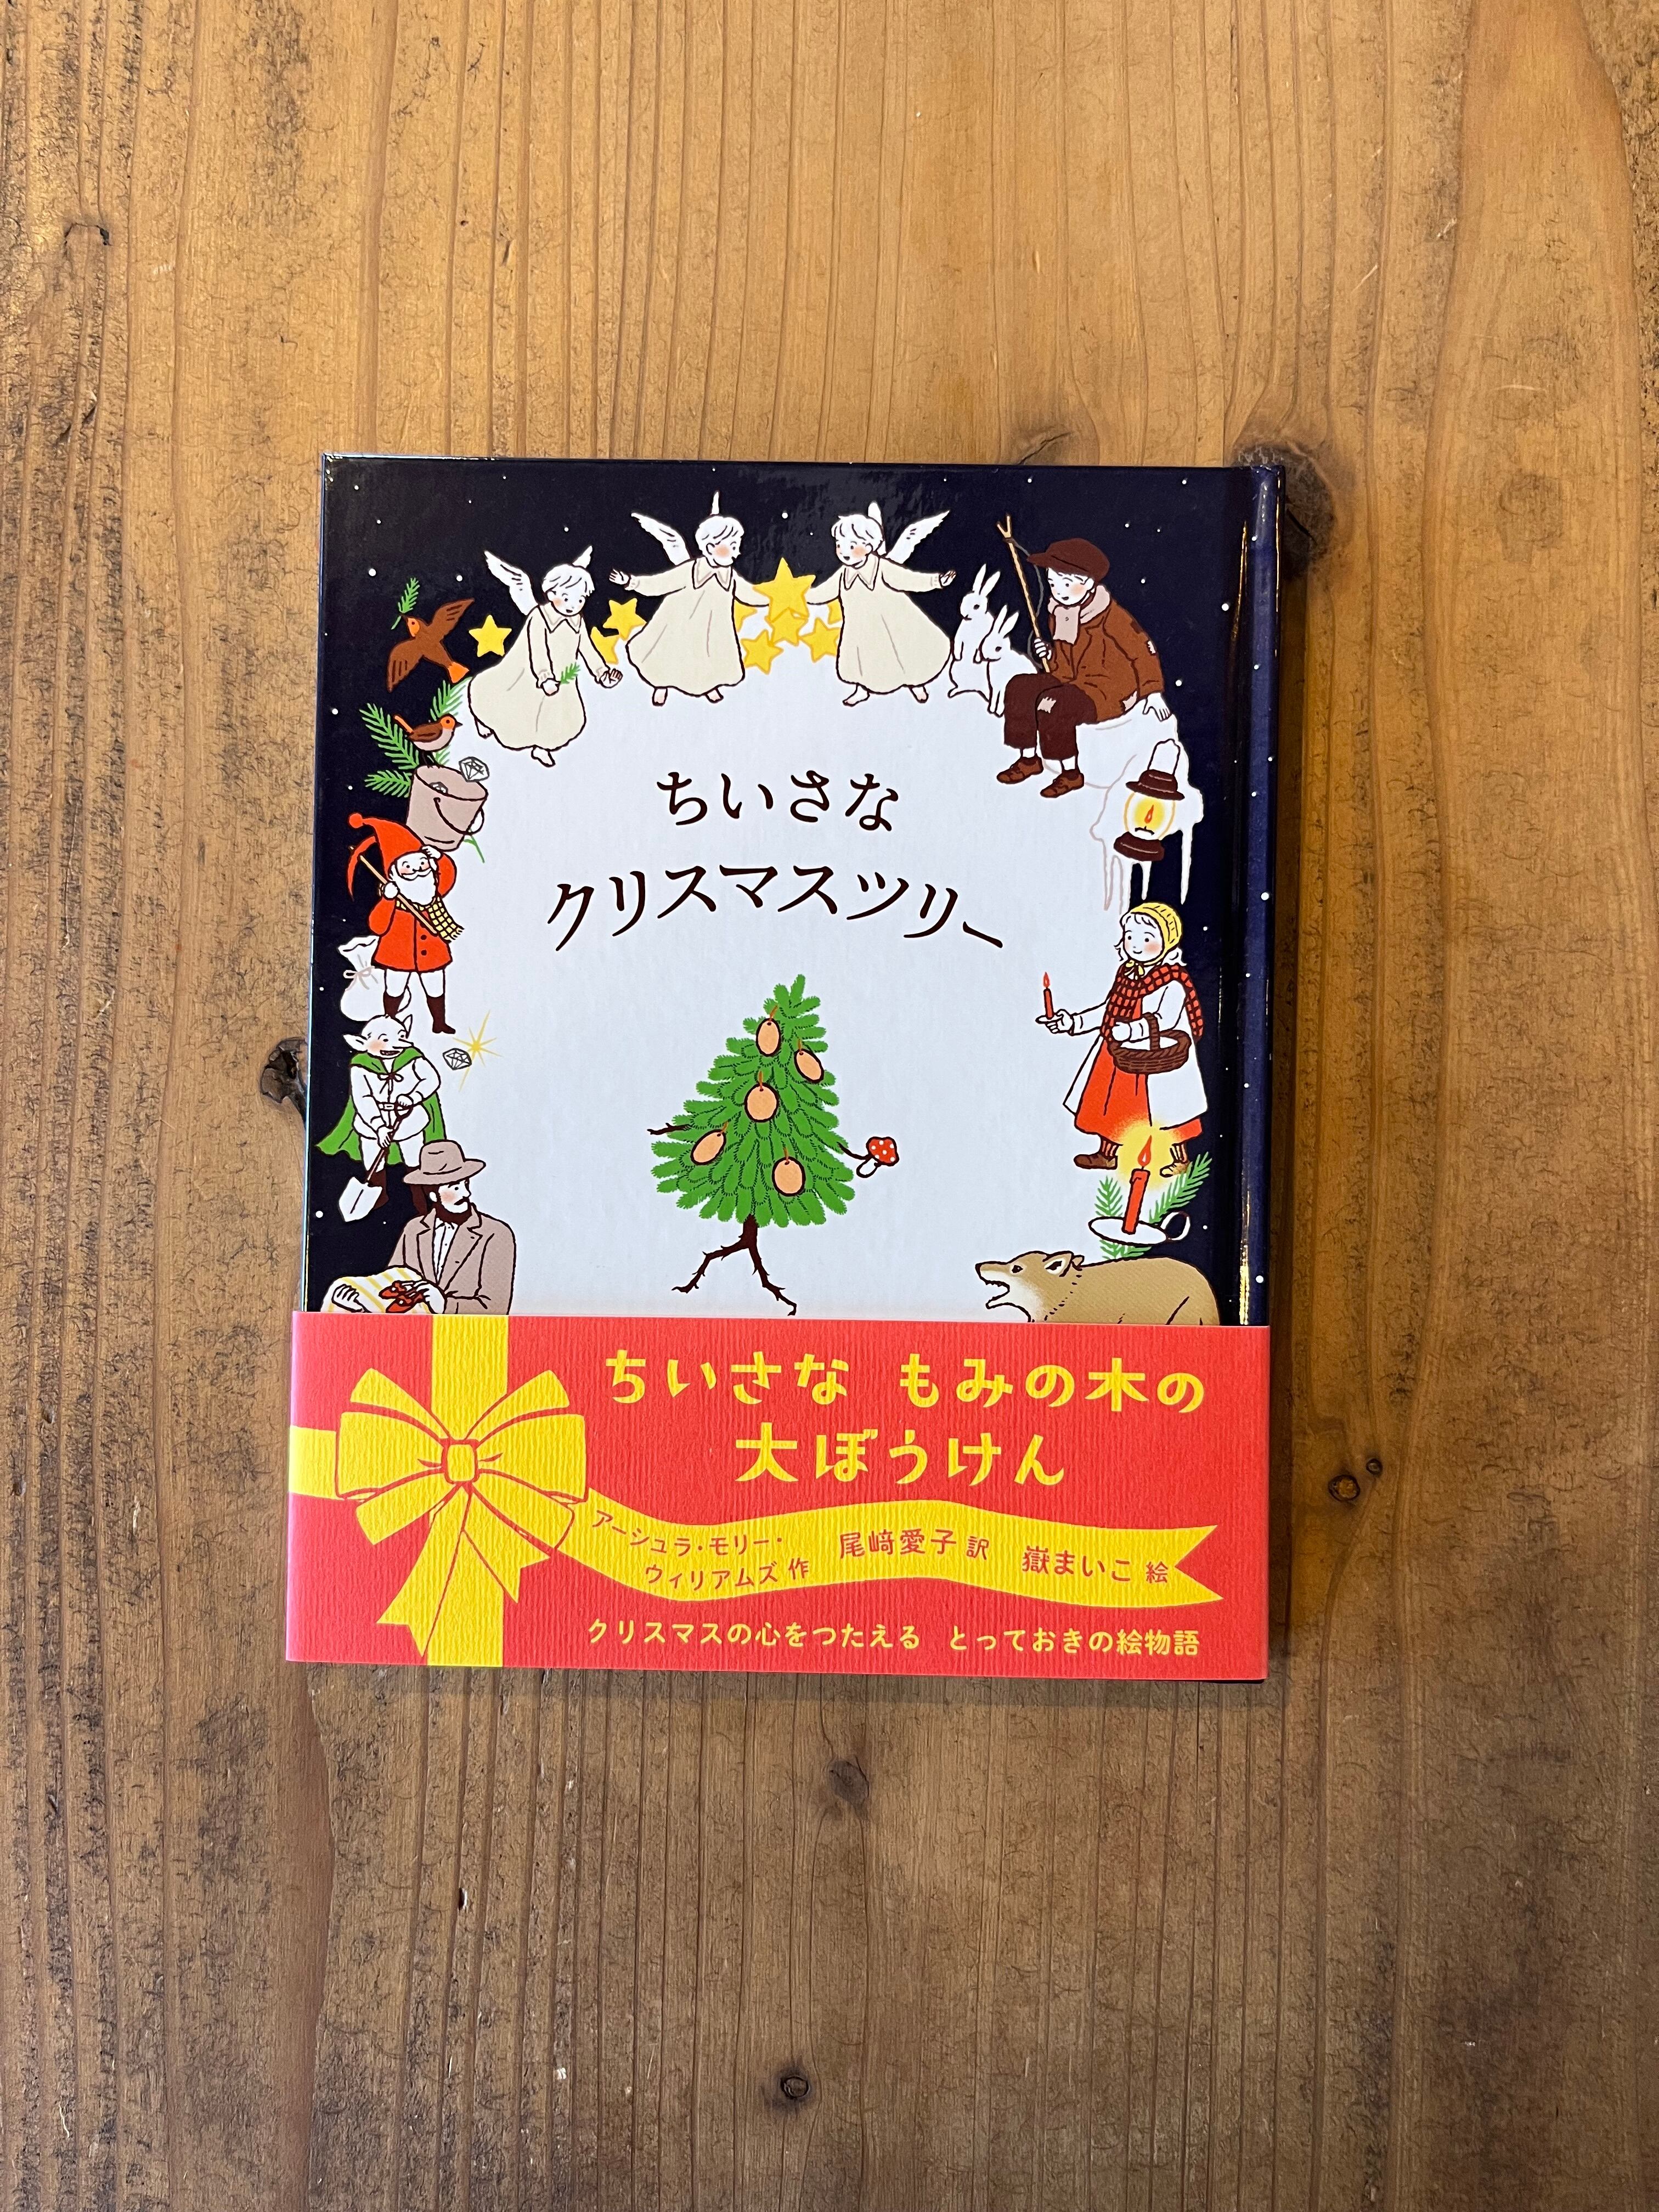 ちいさな
クリスマスツリー
ちいさな もみの木の
大ぼうけん
アーシュラ・モリー・
ウィリアムズ 作
尾﨑愛子 訳
嶽まいこ 絵
クリスマスの心をつたえる とっておきの絵物語